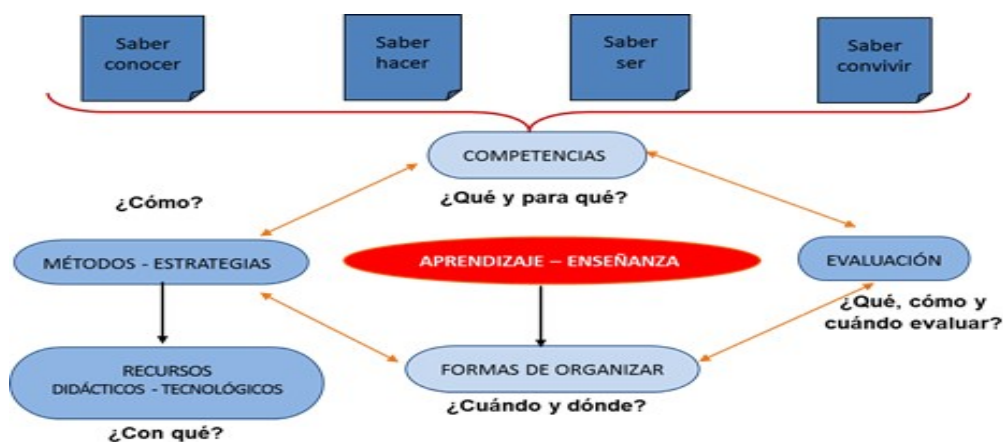 Saber
conocer
Saber
hacer
Saber
ser
Saber
convivir
COMPETENCIAS
¿Qué y para qué?
¿Cómo?
MÉTODOS - ESTRATEGIAS
APRENDIZAJE – ENSEÑANZA
EVALUACIÓN
¿Qué, cómo y
cuándo evaluar?
RECURSOS
DIDÁCTICOS - TECNOLÓGICOS
FORMAS DE ORGANIZAR
¿Cuándo y dónde?
¿Con qué?